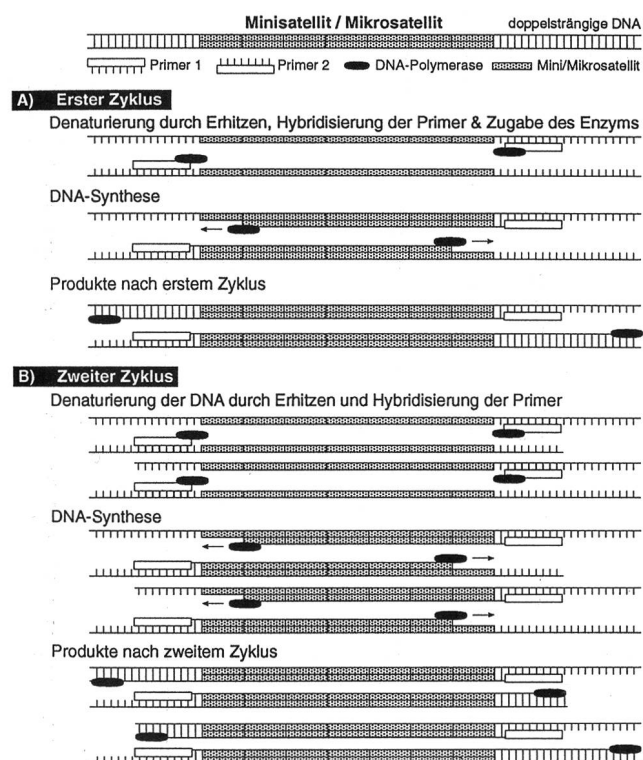 Minisatellit / Mikrosatellit
doppelsträngige DNA
Primer 1
Primer 2
DNA-Polymerase
Mini/Mikrosatellit
A) Erster Zyklus
Denaturierung durch Erhitzen, Hybridisierung der Primer & Zugabe des Enzyms
DNA-Synthese
Produkte nach erstem Zyklus
B) Zweiter Zyklus
Denaturierung der DNA durch Erhitzen und Hybridisierung der Primer
DNA-Synthese
Produkte nach zweitem Zyklus